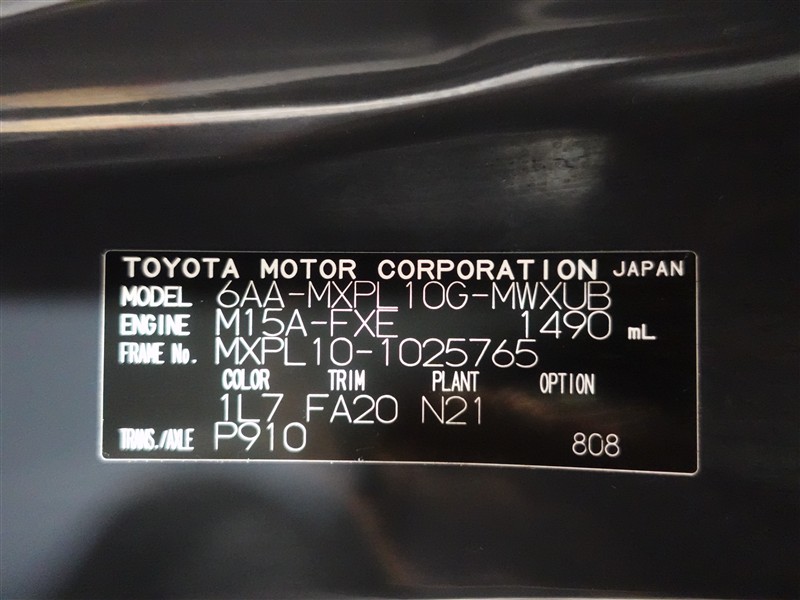 TOYOTA MOTOR CORPORATION JAPAN
MODEL 6AA-MXPL10G-MWXUB
ENGINE M15A-FXE 1490 mL
FRAME No. MXPL10-1025765
COLOR TRIM PLANT OPTION
1L7 FA20 N21
TRANS./AXLE P910 808